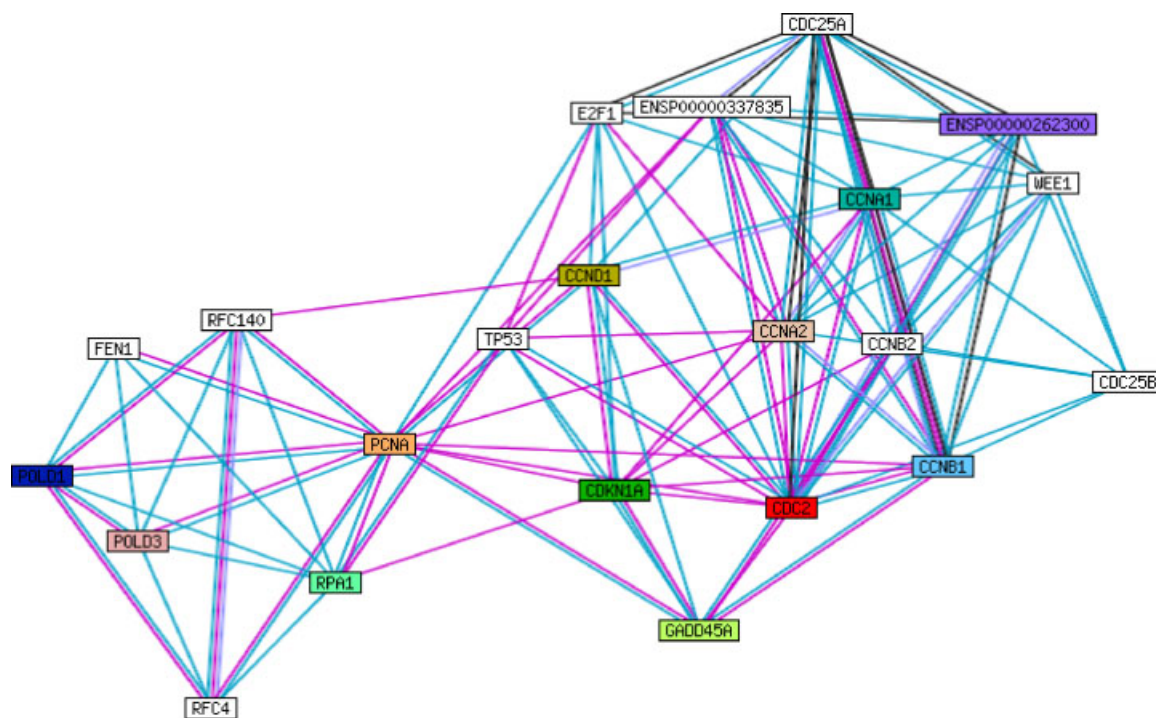 CDC25A
ENSP00000337835
E2F1
ENSP00000262300
WEE1
CCNA1
CCND1
RFC140
CCNA2
TP53
CCNB2
FEN1
CDC25B
PCNA
CCNB1
POLD1
CDKN1A
CDC2
POLD3
RPA1
GADD45A
RFC4